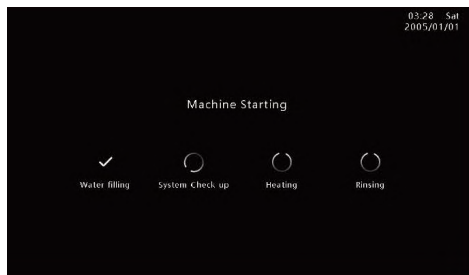 03:28 Sat
2005/01/01
Machine Starting
Water filling
System Check up
Heating
Rinsing